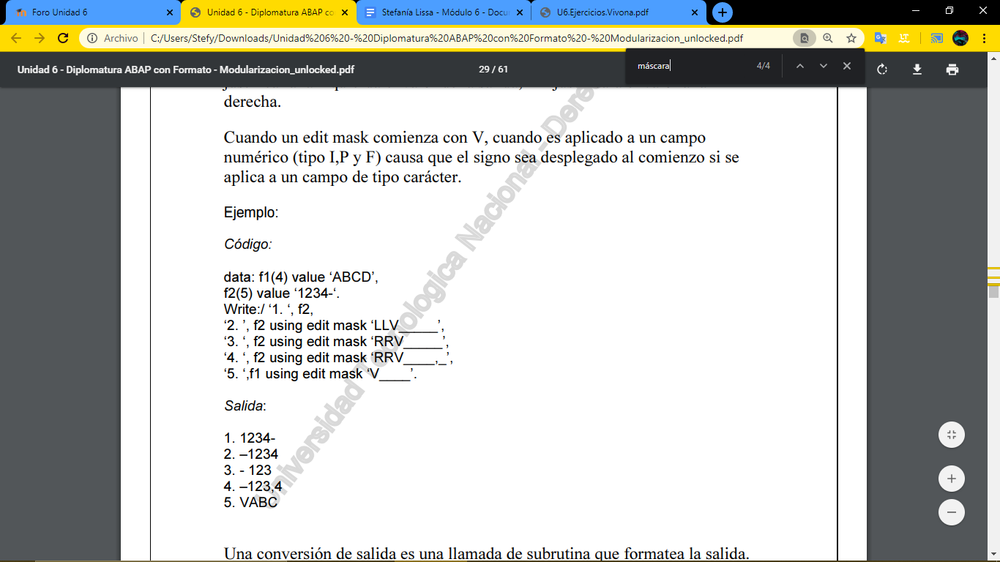 Foro Unidad 6
Unidad 6 - Diplomatura ABAP co
Stefanía Lissa - Módulo 6 - Docu
U6.Ejercicios.Vivona.pdf
Archivo
C:/Users/Stefy/Downloads/Unidad%206%20-%20Diplomatura%20ABAP%20con%20Formato%20-%20Modularizacion_unlocked.pdf
Unidad 6 - Diplomatura ABAP con Formato - Modularizacion_unlocked.pdf
29 / 61
máscara
4/4
derecha.
Cuando un edit mask comienza con V, cuando es aplicado a un campo
numérico (tipo I,P y F) causa que el signo sea desplegado al comienzo si se
aplica a un campo de tipo carácter.
Ejemplo:
Código:
data: f1(4) value ‘ABCD’,
f2(5) value ‘1234-‘.
Write:/ ‘1. ‘, f2,
‘2. ’, f2 using edit mask ‘LLV_____’,
‘3. ‘, f2 using edit mask ‘RRV_____’,
‘4. ‘, f2 using edit mask ‘RRV____,_’,
‘5. ‘,f1 using edit mask ‘V____’.
Salida:
1. 1234-
2. –1234
3. - 123
4. –123,4
5. VABC
Una conversión de salida es una llamada de subrutina que formatea la salida.
Universidad Tecnologica Nacional - Derec